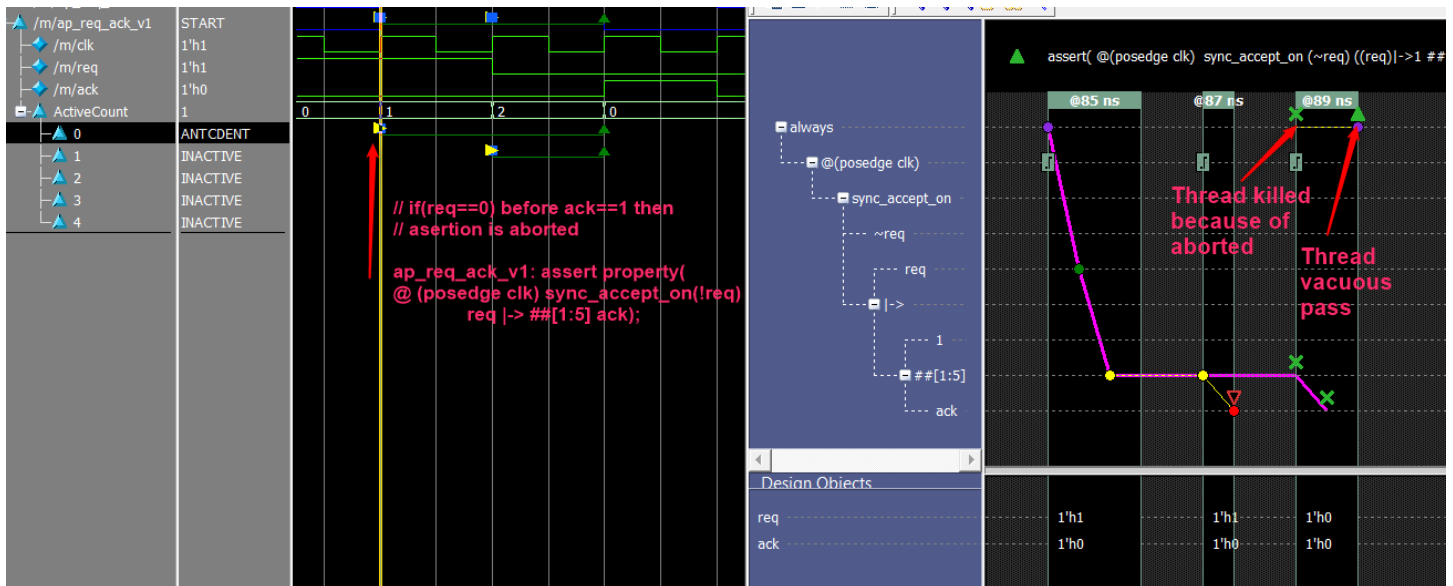 /m/ap_req_ack_v1 START
/m/clk 1'h1
/m/req 1'h1
/m/ack 1'h0
ActiveCount 1
0 ANTCDENT
1 INACTIVE
2 INACTIVE
3 INACTIVE
4 INACTIVE
0 1 2 0
// if(req==0) before ack==1 then
// asertion is aborted
ap_req_ack_v1: assert property(
@ (posedge clk) sync_accept_on(!req)
req |-> ##[1:5] ack);
always
@(posedge clk)
sync_accept_on
~req
req
|->
1
##[1:5]
ack
assert( @(posedge clk) sync_accept_on (~req) ((req)|->1 ##
@85 ns @87 ns @89 ns
Thread killed
because of
aborted
Thread
vacuous
pass
Design Objects
req 1'h1 1'h1 1'h0
ack 1'h0 1'h0 1'h0